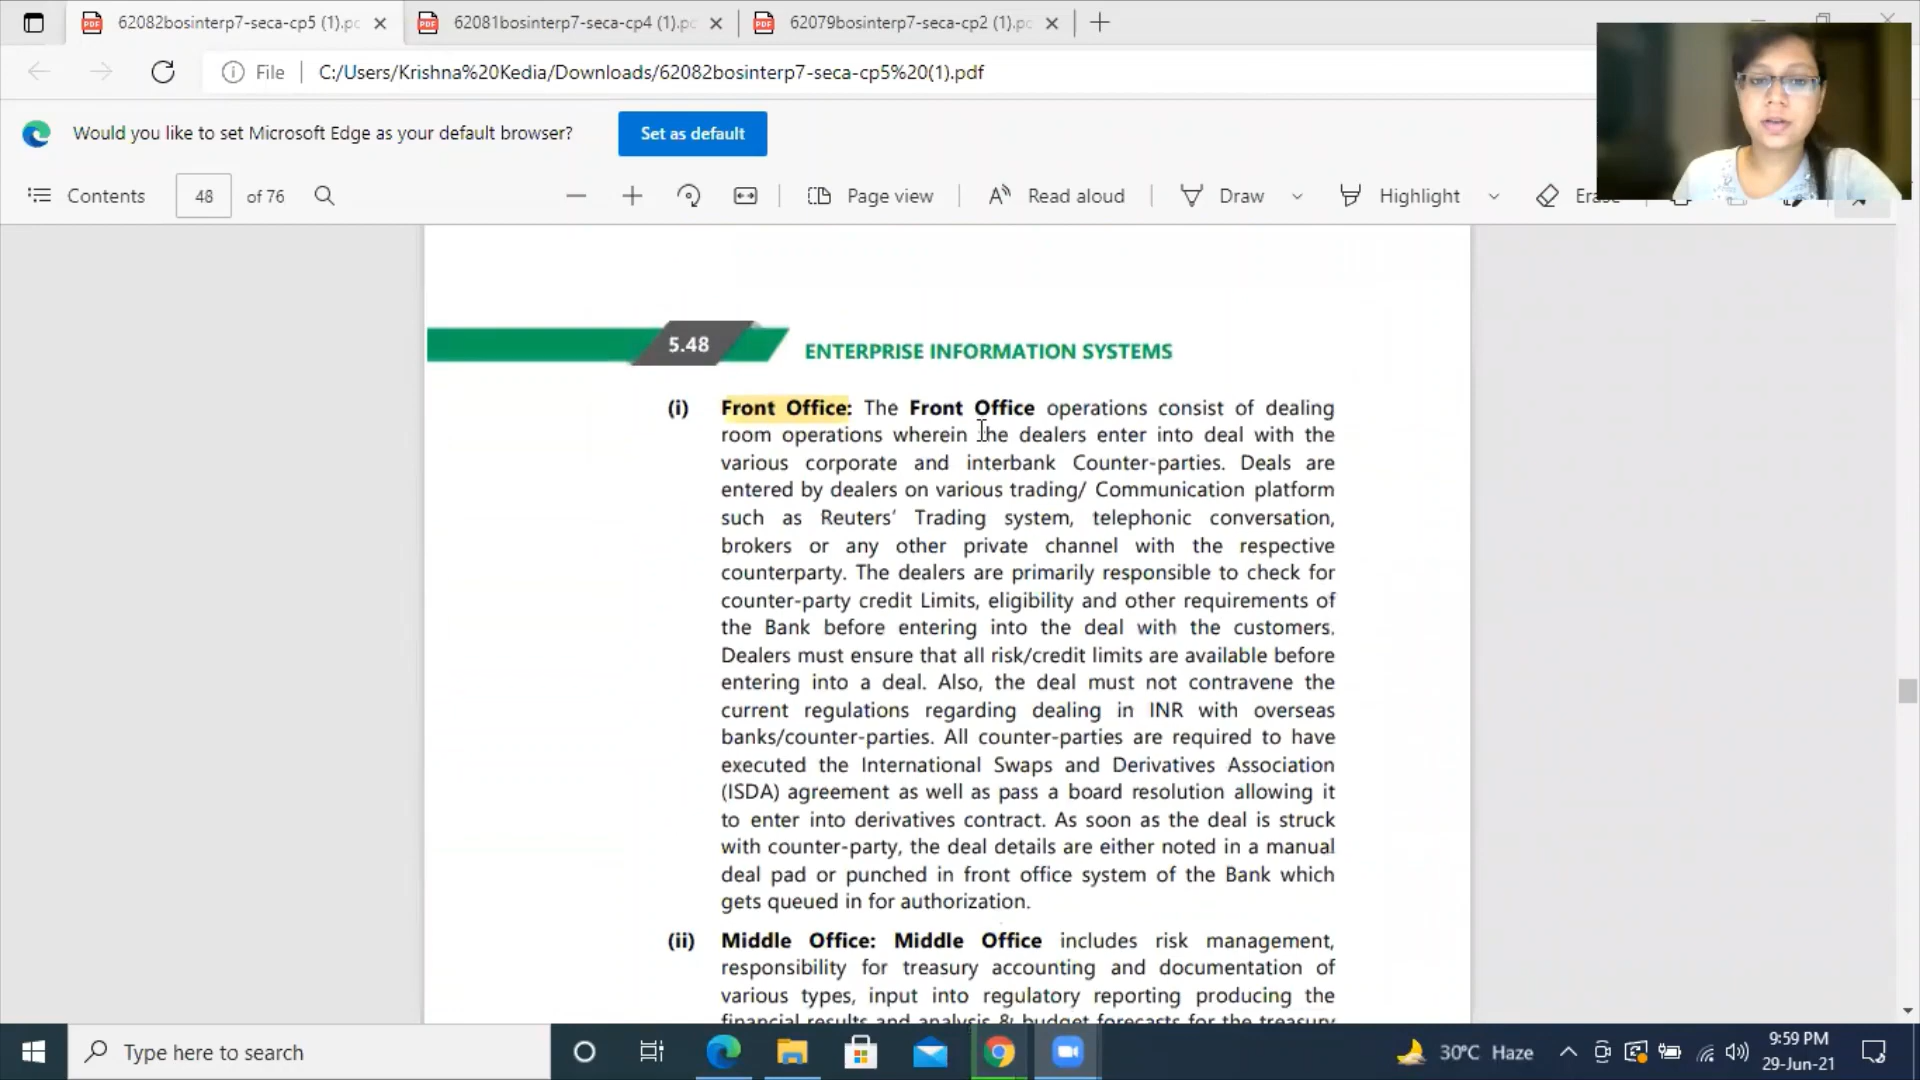 62082bosinterp7-seca-cp5 (1).pc
62081bosinterp7-seca-cp4 (1).pc
62079bosinterp7-seca-cp2 (1).pc
File
C:/Users/Krishna%20Kedia/Downloads/62082bosinterp7-seca-cp5%20(1).pdf
Would you like to set Microsoft Edge as your default browser?
Set as default
Contents
48
of 76
Page view
Read aloud
Draw
Highlight
5.48
ENTERPRISE INFORMATION SYSTEMS
(i) Front Office: The Front Office operations consist of dealing
room operations wherein the dealers enter into deal with the
various corporate and interbank Counter-parties. Deals are
entered by dealers on various trading/ Communication platform
such as Reuters’ Trading system, telephonic conversation,
brokers or any other private channel with the respective
counterparty. The dealers are primarily responsible to check for
counter-party credit Limits, eligibility and other requirements of
the Bank before entering into the deal with the customers.
Dealers must ensure that all risk/credit limits are available before
entering into a deal. Also, the deal must not contravene the
current regulations regarding dealing in INR with overseas
banks/counter-parties. All counter-parties are required to have
executed the International Swaps and Derivatives Association
(ISDA) agreement as well as pass a board resolution allowing it
to enter into derivatives contract. As soon as the deal is struck
with counter-party, the deal details are either noted in a manual
deal pad or punched in front office system of the Bank which
gets queued in for authorization.
(ii) Middle Office: Middle Office includes risk management,
responsibility for treasury accounting and documentation of
various types, input into regulatory reporting producing the
financial results and analysis & budget forecasts for the treasury
Type here to search
30°C Haze
9:59 PM
29-Jun-21